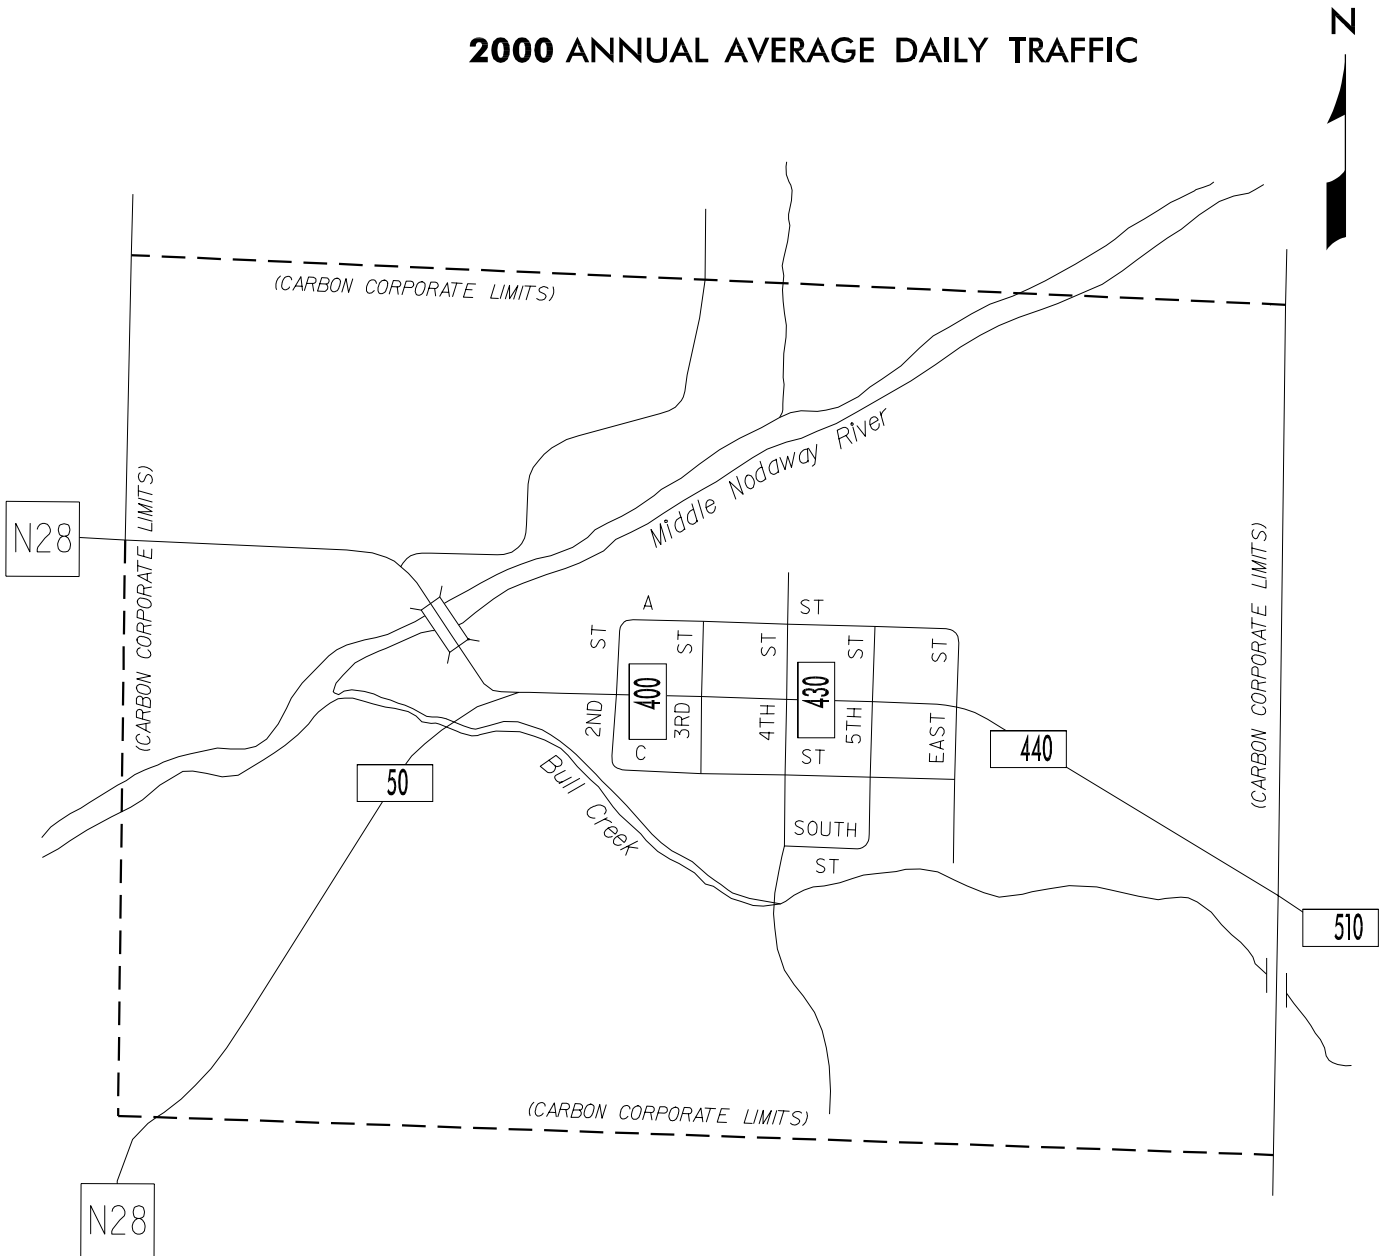 N
2000 ANNUAL AVERAGE DAILY TRAFFIC
(CARBON CORPORATE LIMITS)
Middle Nodaway River
(CARBON CORPORATE LIMITS)
N28
(CARBON CORPORATE LIMITS)
A ST
2ND ST
3RD ST
4TH ST
5TH ST
EAST ST
400
430
440
C ST
50
Bull Creek
SOUTH ST
510
(CARBON CORPORATE LIMITS)
N28